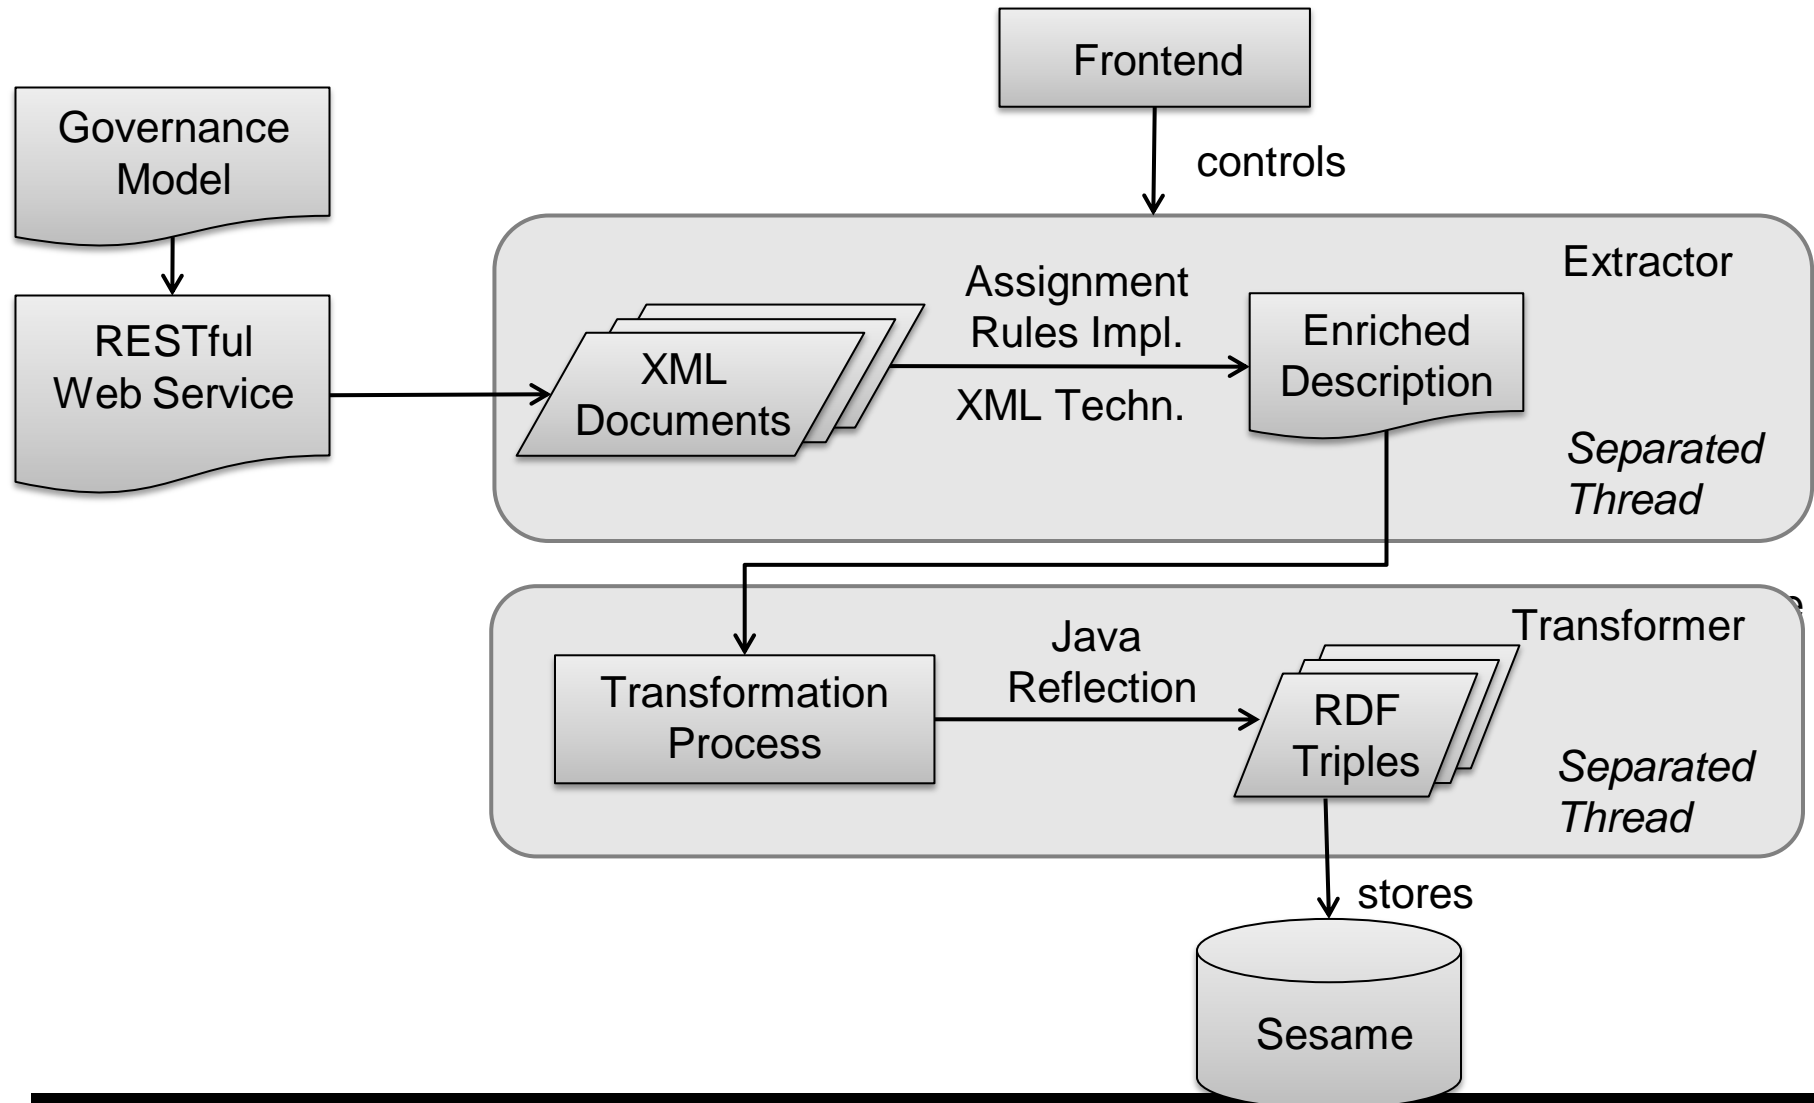 Frontend
Governance
Model
controls
Extractor
RESTful
Web Service
XML
Documents
Assignment
Rules Impl.
XML Techn.
Enriched
Description
Separated
Thread
Transformer
Transformation
Process
Java
Reflection
RDF
Triples
Separated
Thread
stores
Sesame